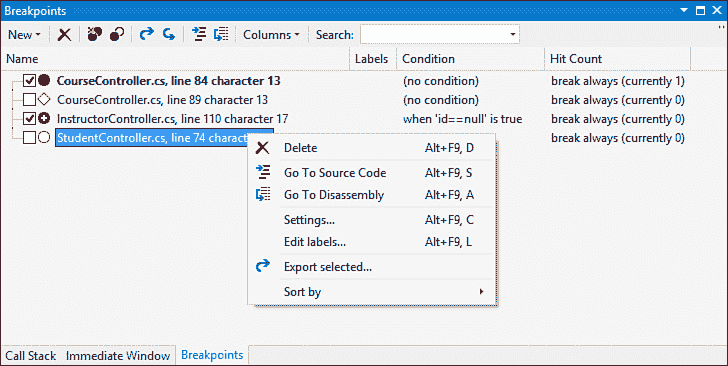 Breakpoints
New Columns Search:
Name Labels Condition Hit Count
CourseController.cs, line 84 character 13 (no condition) break always (currently 1)
CourseController.cs, line 89 character 13 (no condition) break always (currently 0)
InstructorController.cs, line 110 character 17 when 'id==null' is true break always (currently 0)
StudentController.cs, line 74 charact break always (currently 0)
Delete Alt+F9, D
Go To Source Code Alt+F9, S
Go To Disassembly Alt+F9, A
Settings... Alt+F9, C
Edit labels... Alt+F9, L
Export selected...
Sort by
Call Stack Immediate Window Breakpoints